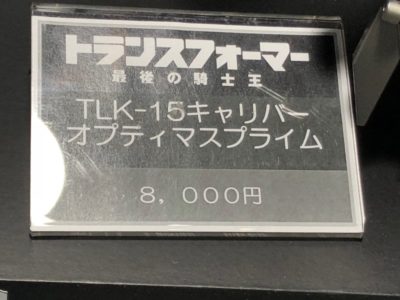 トランスフォーマー
最後の騎士王
TLK-15キャリバー
オプティマスプライム
8,000円